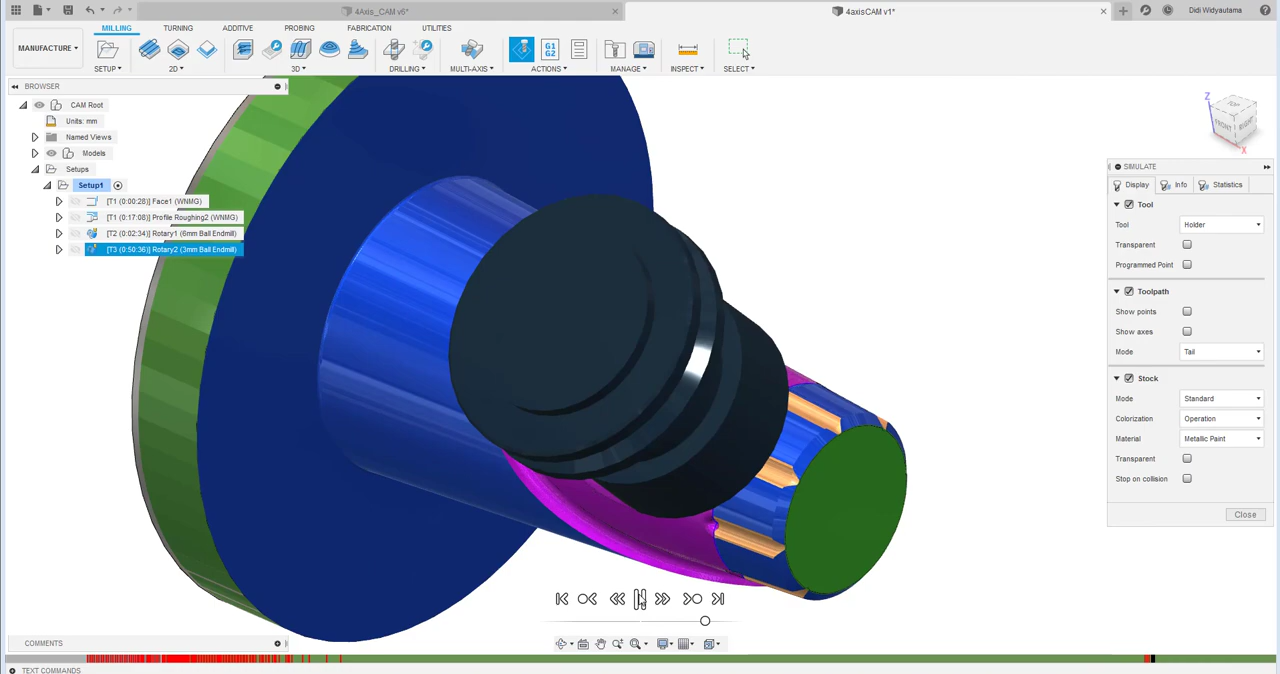 4Axis_CAM v6*
4axisCAM v1*
Didi Widyautama
MANUFACTURE
MILLING
TURNING
ADDITIVE
PROBING
FABRICATION
UTILITIES
G1
G2
SETUP
2D
3D
DRILLING
MULTI-AXIS
ACTIONS
MANAGE
INSPECT
SELECT
BROWSER
CAM Root
Units: mm
Named Views
Models
Setups
Setup1
[T1 (0:00:28)] Face1 (WNMG)
[T1 (0:17:08)] Profile Roughing2 (WNMG)
[T2 (0:02:34)] Rotary1 (6mm Ball Endmill)
[T3 (0:50:36)] Rotary2 (3mm Ball Endmill)
Z
TOP
FRONT
RIGHT
X
SIMULATE
Display
Info
Statistics
Tool
Tool
Holder
Transparent
Programmed Point
Toolpath
Show points
Show axes
Mode
Tail
Stock
Mode
Standard
Colorization
Operation
Material
Metallic Paint
Transparent
Stop on collision
Close
COMMENTS
TEXT COMMANDS